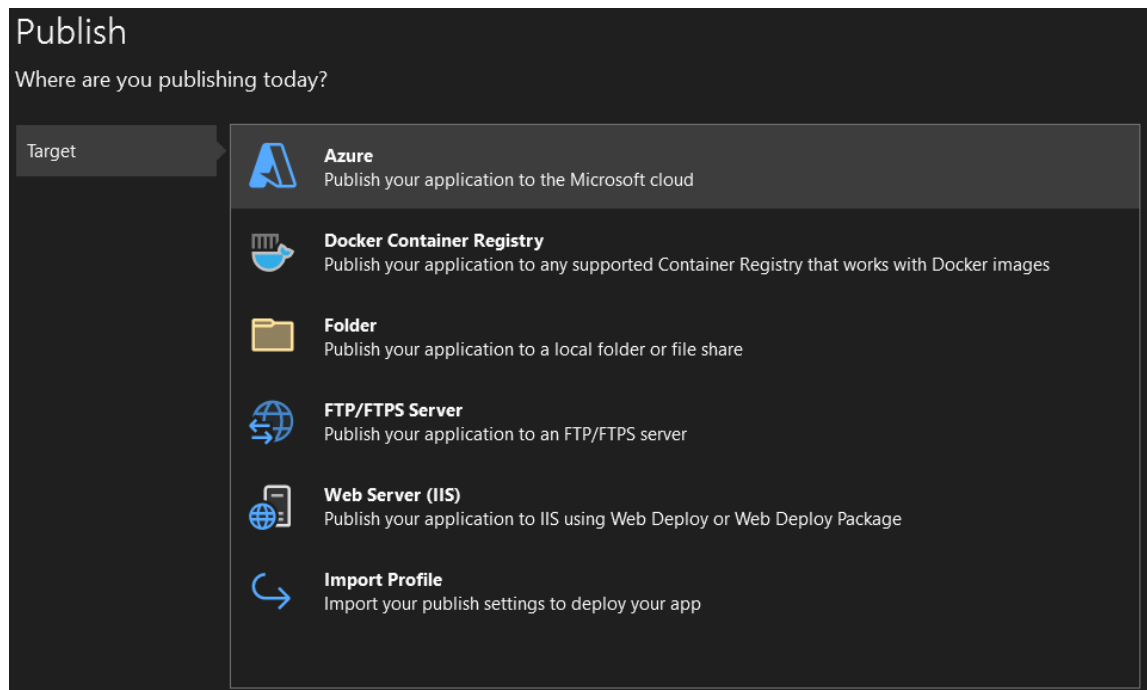 Publish
Where are you publishing today?
Target
Azure
Publish your application to the Microsoft cloud
Docker Container Registry
Publish your application to any supported Container Registry that works with Docker images
Folder
Publish your application to a local folder or file share
FTP/FTPS Server
Publish your application to an FTP/FTPS server
Web Server (IIS)
Publish your application to IIS using Web Deploy or Web Deploy Package
Import Profile
Import your publish settings to deploy your app